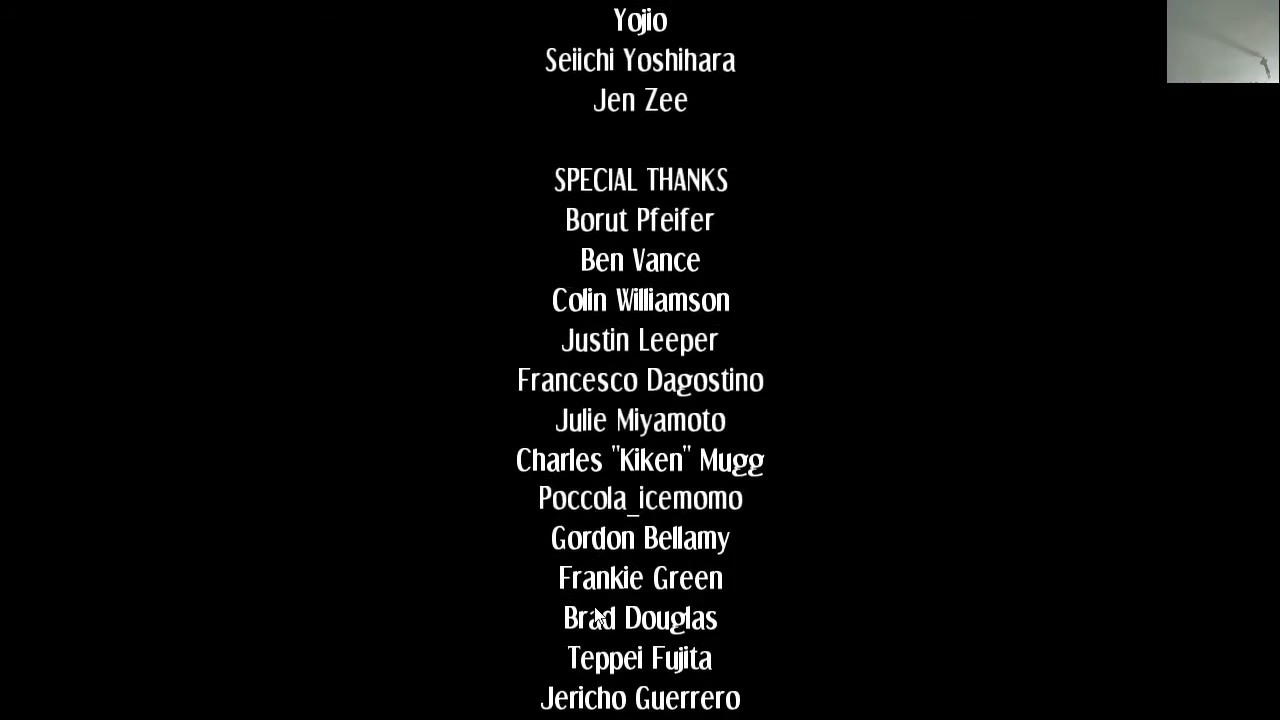 Yojio
Seiichi Yoshihara
Jen Zee
SPECIAL THANKS
Borut Pfeifer
Ben Vance
Colin Williamson
Justin Leeper
Francesco Dagostino
Julie Miyamoto
Charles "Kiken" Mugg
Poccola_icemomo
Gordon Bellamy
Frankie Green
Brad Douglas
Teppei Fujita
Jericho Guerrero